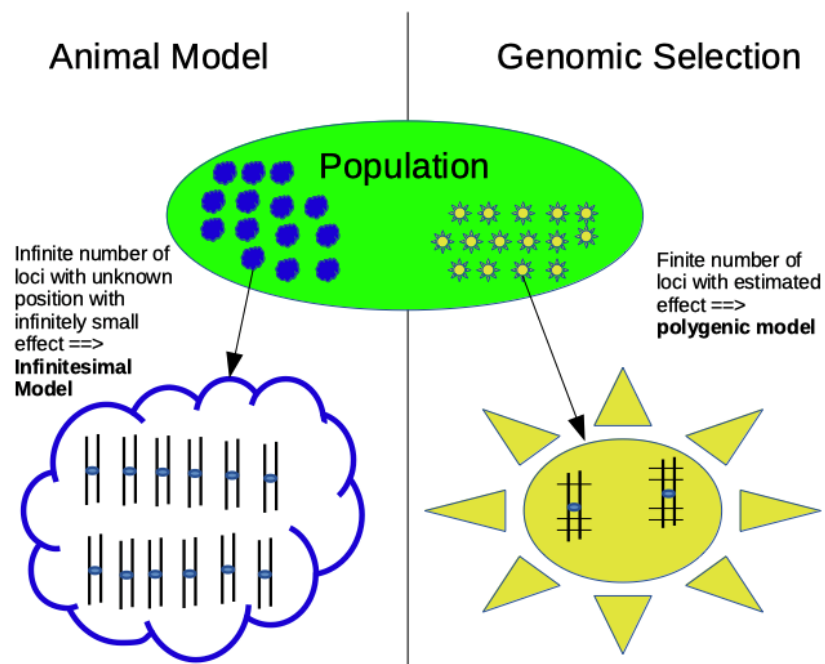 Animal Model
Genomic Selection
Population
Infinite number of
loci with unknown
position with
infinitely small
effect ==>
Infinitesimal
Model
Finite number of
loci with estimated
effect ==>
polygenic model